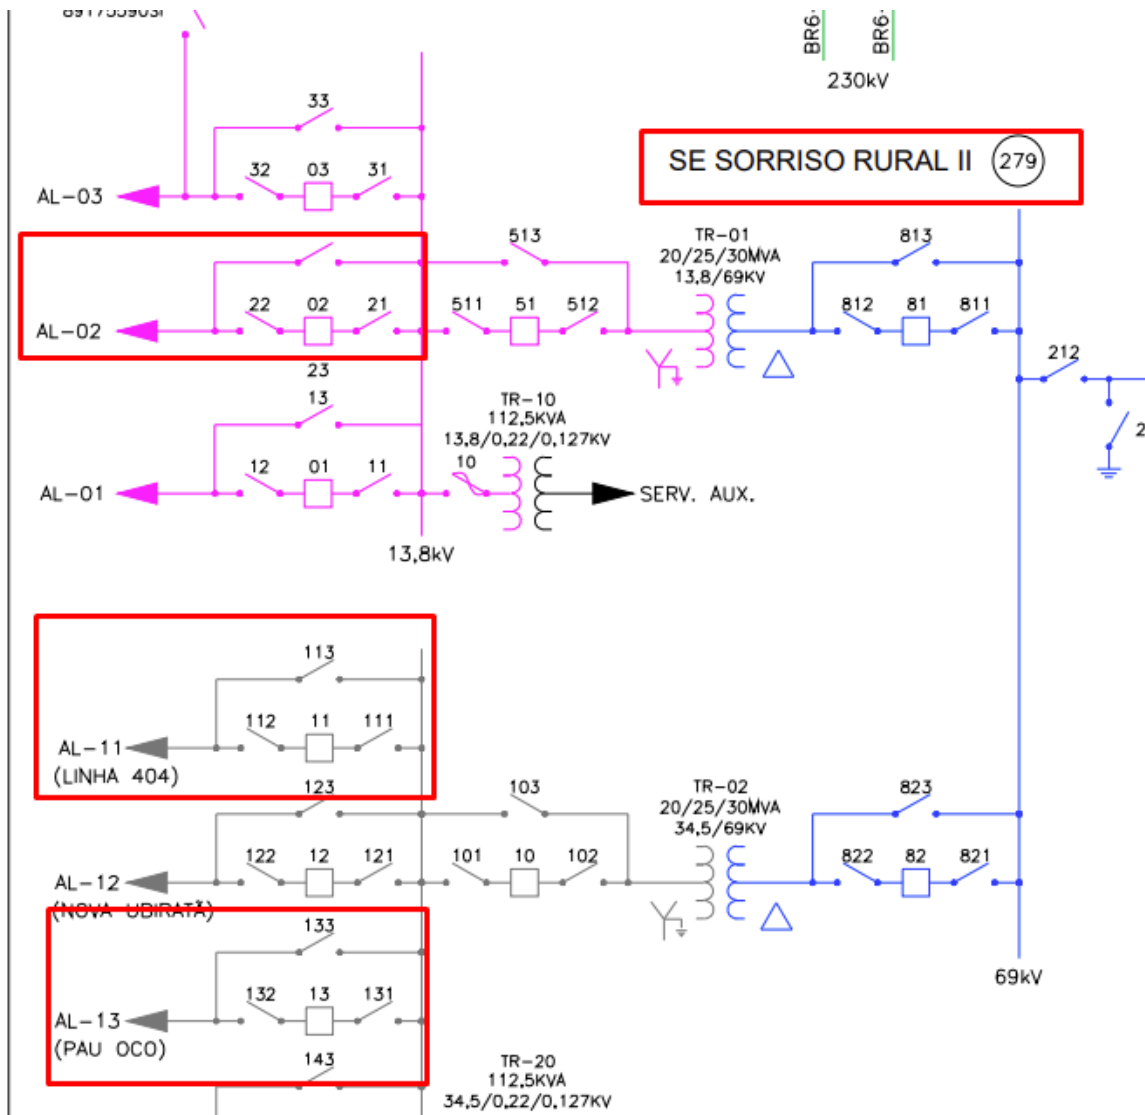 BR6-
BR6-
230kV
SE SORRISO RURAL II 279
33
32 03 31
AL-03
513
TR-01
20/25/30MVA
13,8/69KV
813
22 02 21
AL-02
511 51 512
812 81 811
23
212
13
TR-10
112,5KVA
13,8/0,22/0,127KV
12 01 11
10
AL-01
SERV. AUX.
2
13,8kV
113
112 11 111
AL-11
(LINHA 404)
123
103
TR-02
20/25/30MVA
34,5/69KV
823
122 12 121
101 10 102
822 82 821
AL-12
(NOVA UBIRATÃ)
133
132 13 131
AL-13
(PAU OCO)
69kV
143
TR-20
112,5KVA
34,5/0,22/0,127KV